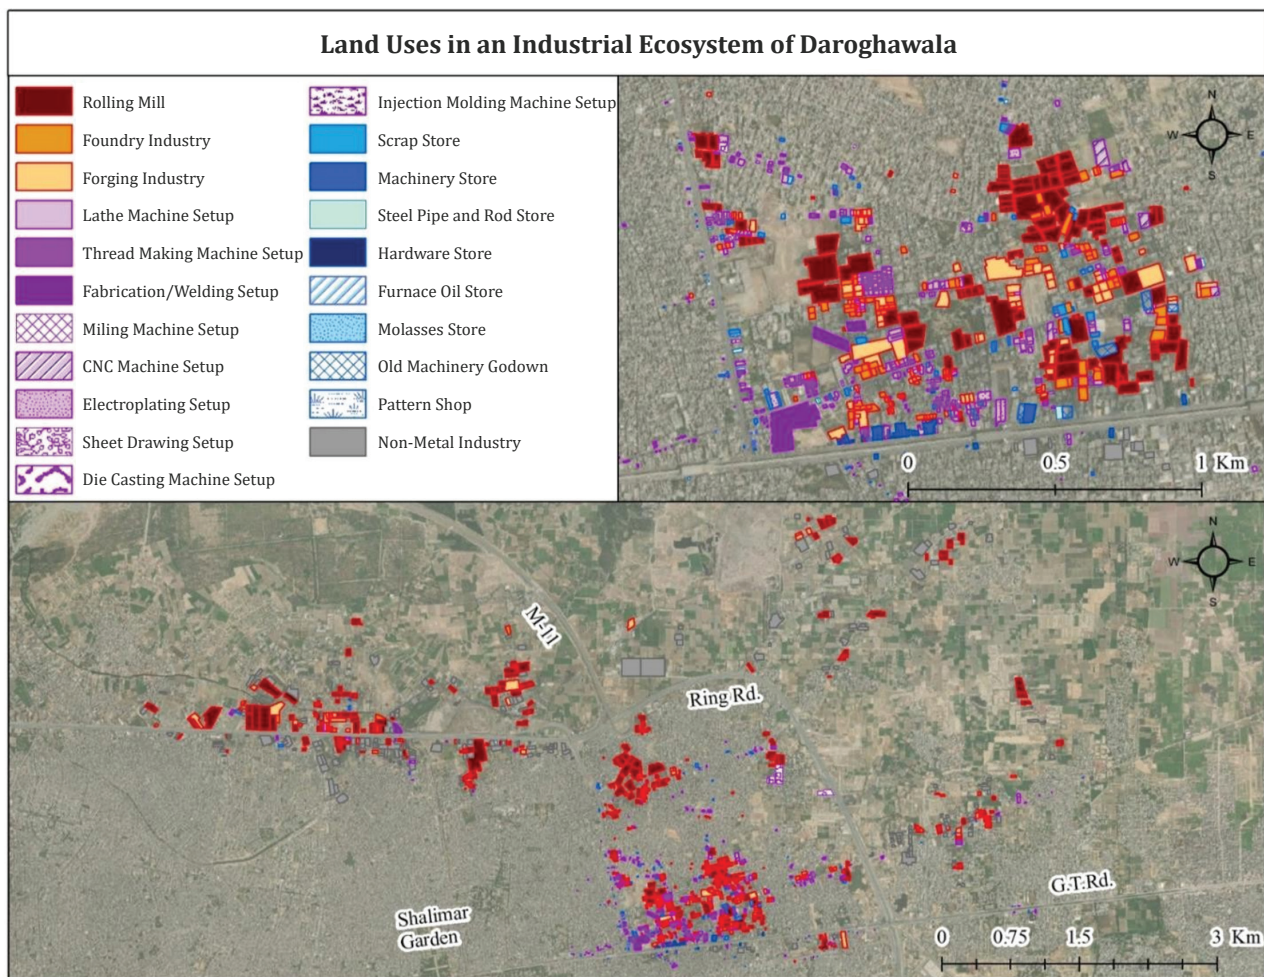 Land Uses in an Industrial Ecosystem of Daroghawala
Rolling Mill
Foundry Industry
Forging Industry
Lathe Machine Setup
Thread Making Machine Setup
Fabrication/Welding Setup
Miling Machine Setup
CNC Machine Setup
Electroplating Setup
Sheet Drawing Setup
Die Casting Machine Setup
Injection Molding Machine Setup
Scrap Store
Machinery Store
Steel Pipe and Rod Store
Hardware Store
Furnace Oil Store
Molasses Store
Old Machinery Godown
Pattern Shop
Non-Metal Industry
N
W E
S
0 0.5 1 Km
N
W E
S
M-11
Ring Rd.
G.T.Rd.
Shalimar
Garden
0 0.75 1.5 3 Km